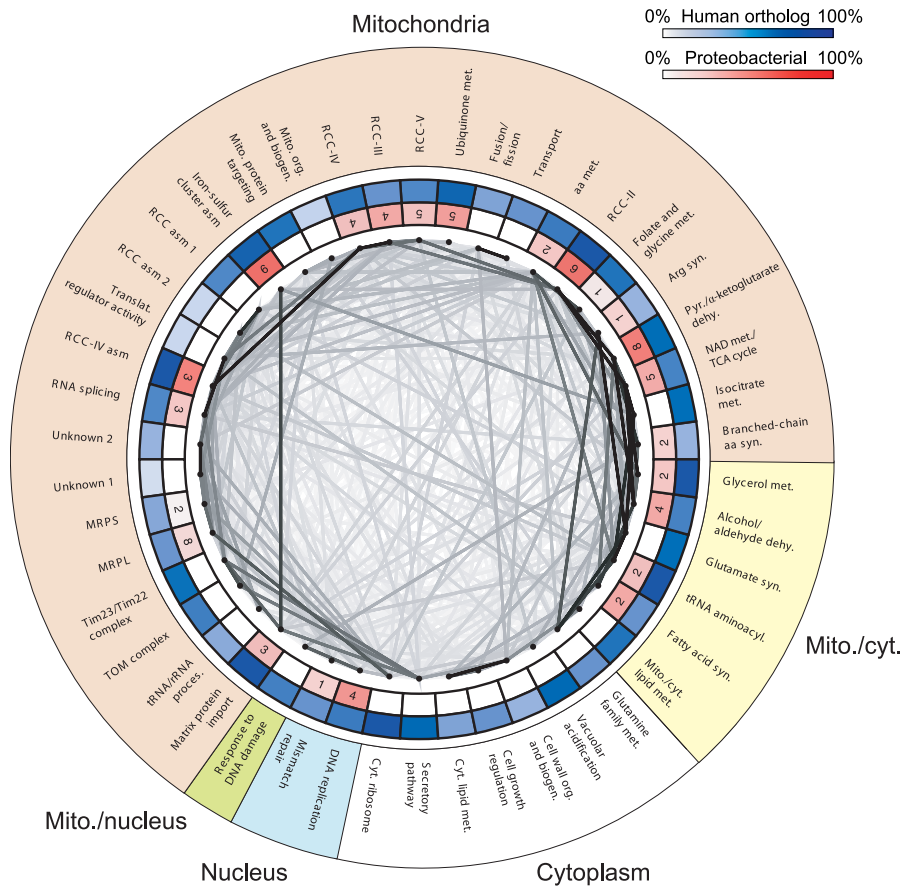 Mitochondria
0% Human ortholog 100%
0% Proteobacterial 100%
Mito. org.
and biogen.
RCC-IV
RCC-III
RCC-V
Ubiquinone met.
Fusion/
fission
Transport
aa met.
RCC-II
Folate and
glycine met.
Arg syn.
Pyr./α-ketoglutarate
dehy.
NAD met./
TCA cycle
Isocitrate
met.
Branched-chain
aa syn.
Glycerol met.
Alcohol/
aldehyde dehy.
Glutamate syn.
tRNA aminoacyl.
Fatty acid syn.
Mito./cyt.
lipid met.
Mito./cyt.
Glutamine
family met.
Vacuolar
acidification
Cell wall org.
and biogen.
Cell growth
regulation
Cyt. lipid met.
Secretory
pathway
Cyt. ribosome
Cytoplasm
DNA replication
Mismatch
repair
Nucleus
Response to
DNA damage
Mito./nucleus
Matrix protein
import
tRNA/rRNA
proces.
TOM complex
Tim23/Tim22
complex
MRPL
MRPS
Unknown 1
Unknown 2
RNA splicing
RCC-IV asm
Translat.
regulator activity
RCC asm 2
RCC asm 1
Iron-sulfur
cluster asm
Mito. protein
targeting
4
4
5
5
2
6
1
1
8
5
2
2
4
2
2
4
1
3
8
2
3
3
9